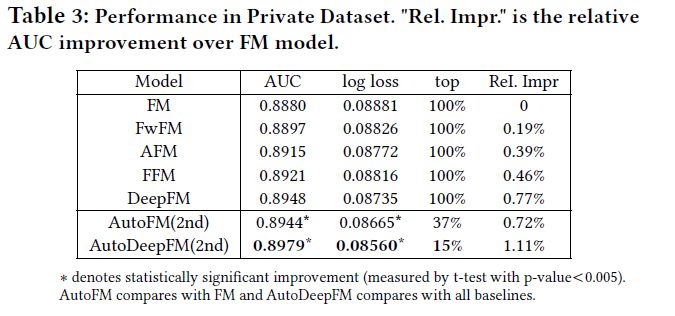 Table 3: Performance in Private Dataset. "Rel. Impr." is the relative
AUC improvement over FM model.
Model AUC log loss top Rel. Impr
FM 0.8880 0.08881 100% 0
FwFM 0.8897 0.08826 100% 0.19%
AFM 0.8915 0.08772 100% 0.39%
FFM 0.8921 0.08816 100% 0.46%
DeepFM 0.8948 0.08735 100% 0.77%
AutoFM(2nd) 0.8944* 0.08665* 37% 0.72%
AutoDeepFM(2nd) 0.8979* 0.08560* 15% 1.11%
* denotes statistically significant improvement (measured by t-test with p-value<0.005).
AutoFM compares with FM and AutoDeepFM compares with all baselines.